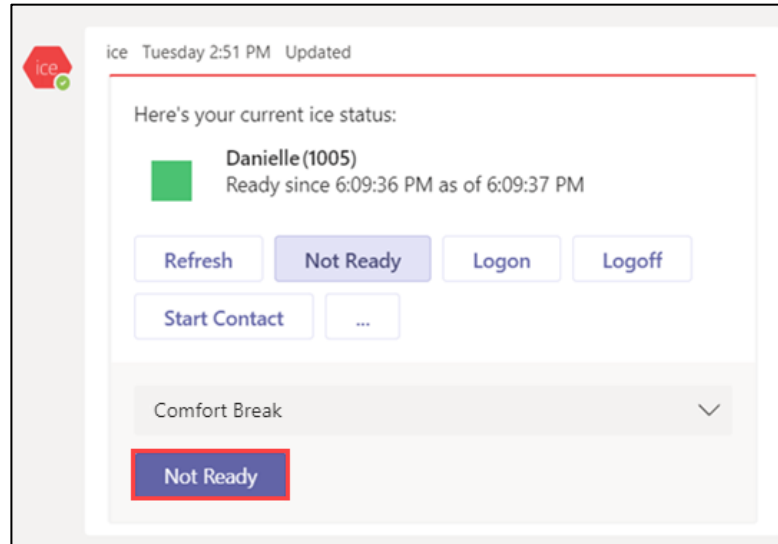 ice
ice Tuesday 2:51 PM Updated
Here's your current ice status:
Danielle (1005)
Ready since 6:09:36 PM as of 6:09:37 PM
Refresh Not Ready Logon Logoff
Start Contact ...
Comfort Break
Not Ready